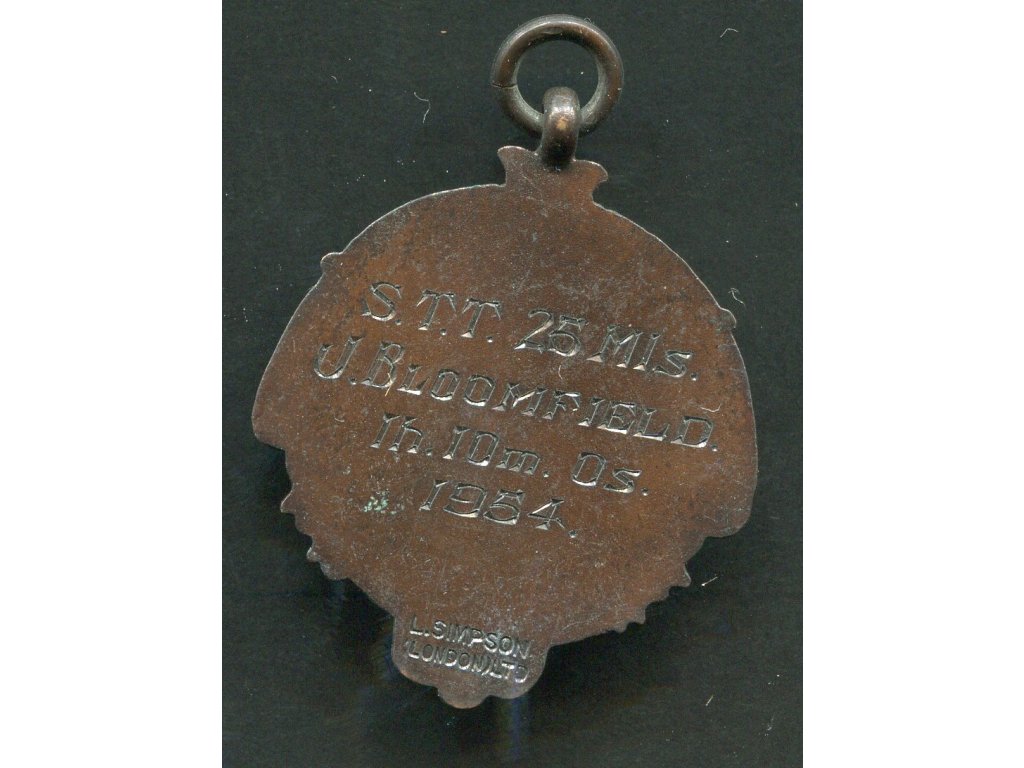 S.T.T. 25 Mls.
J. BLOOMFIELD.
1h. 10m. 0s.
1954.
L. SIMPSON.
(LONDON) LTD